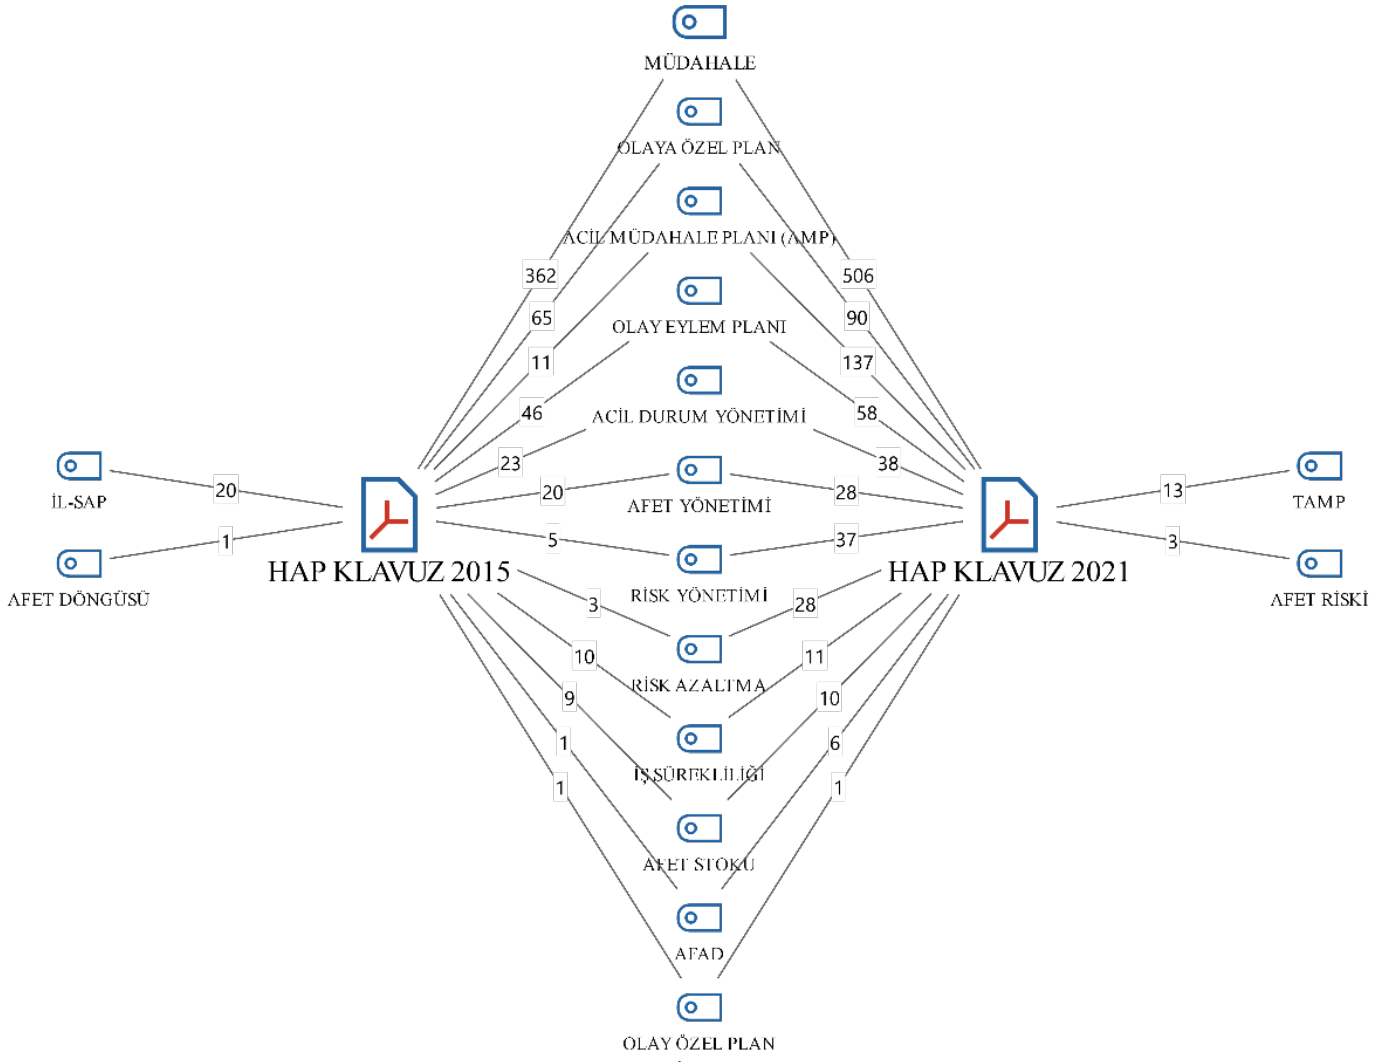 MÜDAHALE
OLAYA ÖZEL PLAN
ACİL MÜDAHALE PLANI (AMP)
362
506
65
90
OLAY EYLEM PLANI
11
137
46
58
ACİL DURUM YÖNETİMİ
23
38
20
20
28
13
İL-SAP
AFET YÖNETİMİ
TAMP
1
5
37
3
HAP KLAVUZ 2015
HAP KLAVUZ 2021
AFET DÖNGÜSÜ
RİSK YÖNETİMİ
AFET RİSKİ
3
28
10
11
RİSK AZALTMA
9
10
1
6
İŞ SÜREKLİLİĞİ
1
1
AFET STOKU
AFAD
OLAY ÖZEL PLAN